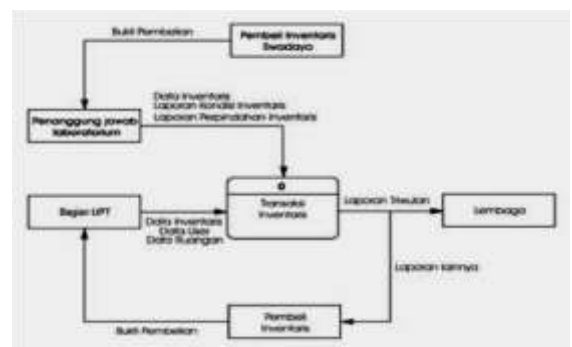 Bukti Pembelian
Pembeli Inventaris
Swadaya
Data Inventaris
Laporan Kondisi Inventaris
Laporan Perpindahan Inventaris
Penanggung jawab
laboratorium
0
Transaksi
Inventaris
Bagian UPT
Data Inventaris
Data User
Data Ruangan
Laporan Triwulan
Lembaga
Laporan lainnya
Pembeli
Inventaris
Bukti Pembelian